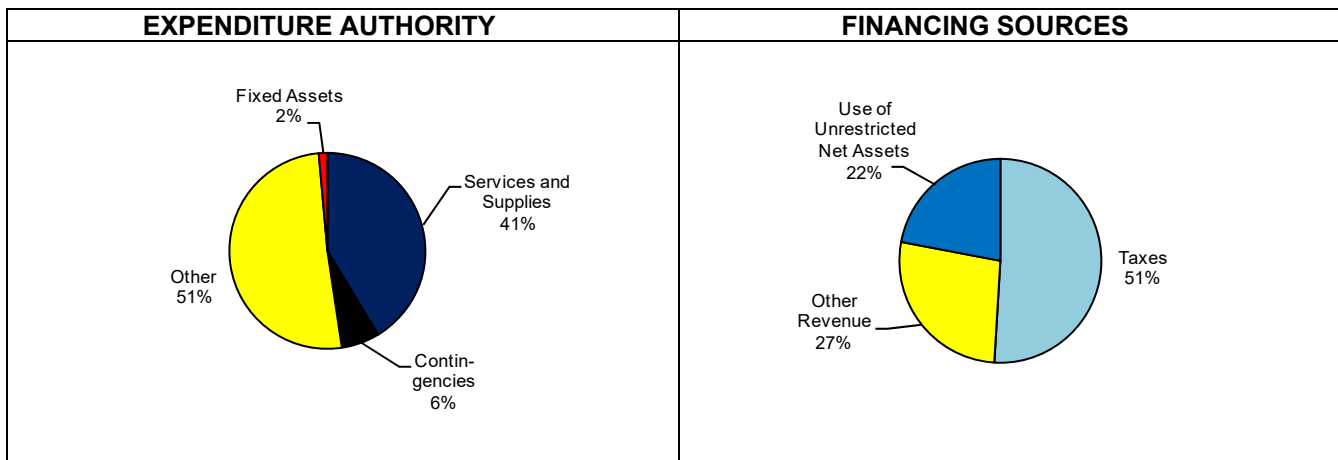 EXPENDITURE AUTHORITY
FINANCING SOURCES
Fixed Assets
2%
Services and
Supplies
41%
Other
51%
Contin-
gencies
6%
Use of
Unrestricted
Net Assets
22%
Taxes
51%
Other
Revenue
27%